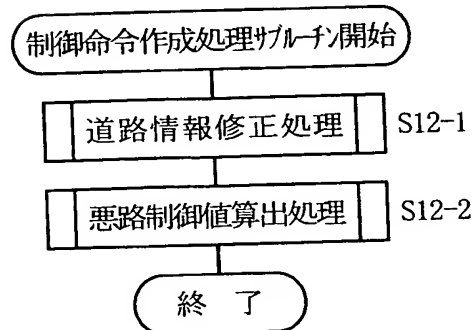 制御命令作成処理サブルーチン開始
道路情報修正処理
S12-1
悪路制御値算出処理
S12-2
終 了